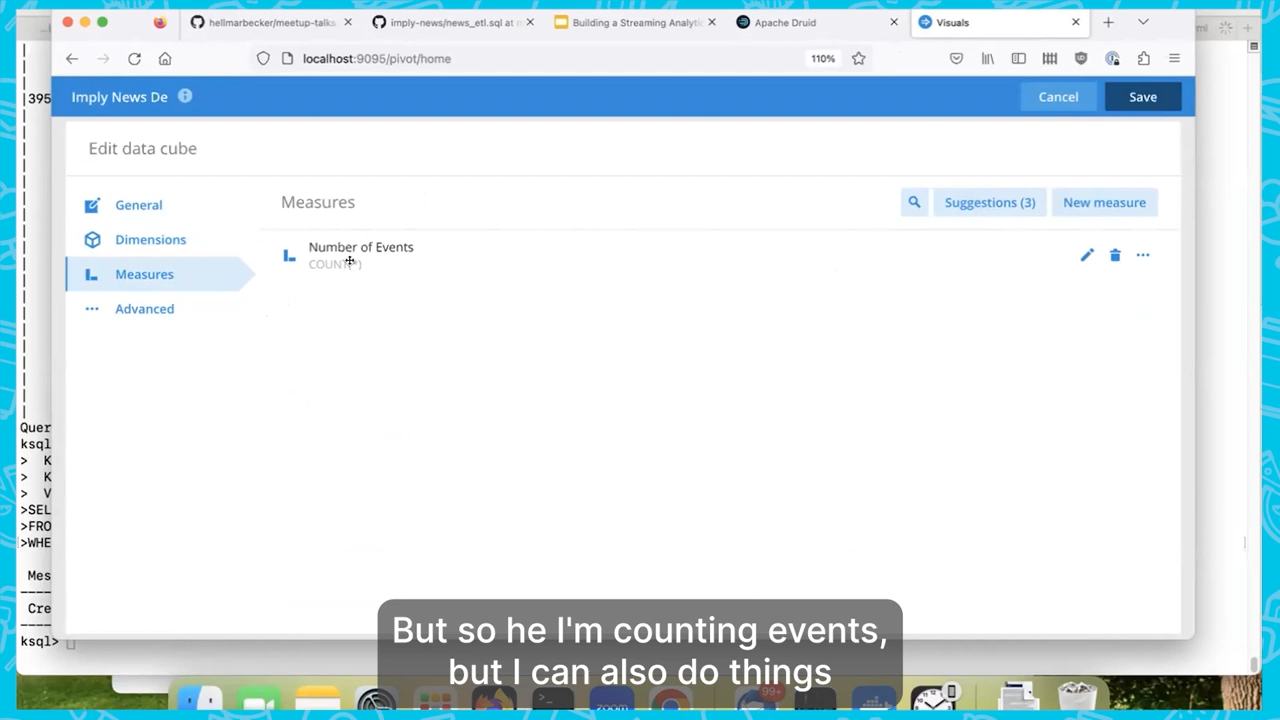 hellmarbecker/meetup-talks
imply-news/news_etl.sql at m
Building a Streaming Analytic
Apache Druid
Visuals
localhost:9095/pivot/home
110%
|395
Imply News De
Cancel
Save
Edit data cube
General
Dimensions
Measures
Advanced
Measures
Suggestions (3)
New measure
Number of Events
COUNT(*)
Quer
ksql
> K
> K
> V
>SEL
>FRO
>WHE
Mes
Cre
ksql>
But so he I'm counting events,
but I can also do things
zoom
99+